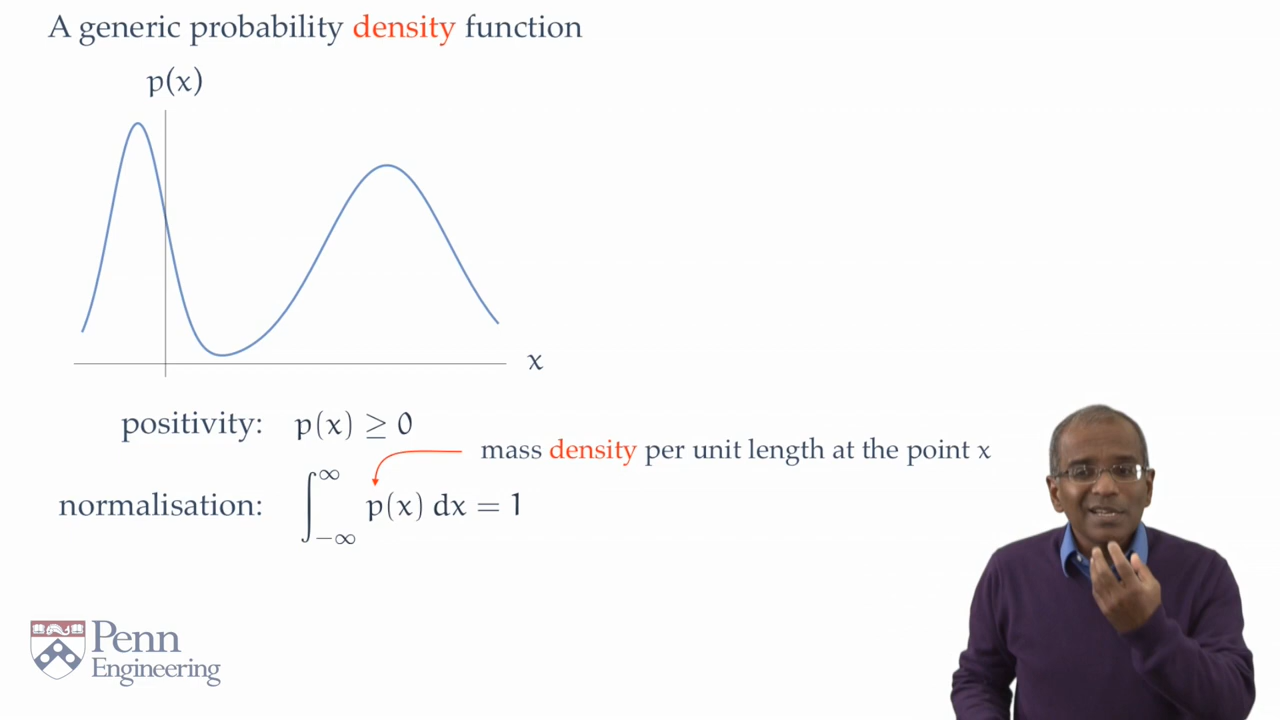 A generic probability density function
p(x)
x
positivity: p(x) ≥ 0
mass density per unit length at the point x
normalisation: ∫_{-∞}^{∞} p(x) dx = 1
Penn
Engineering